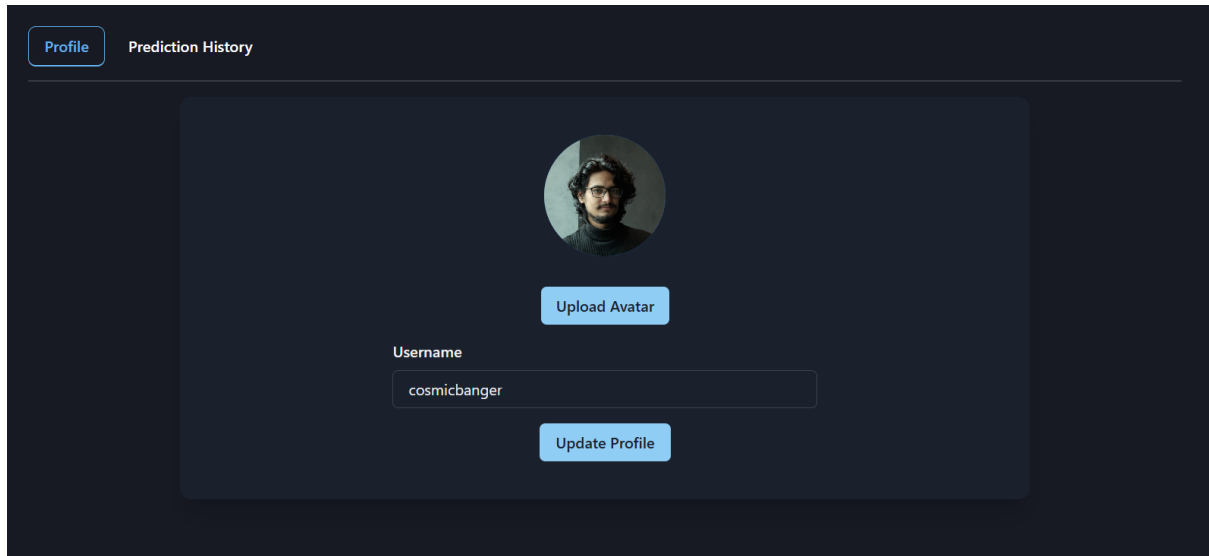 Profile Prediction History
Upload Avatar
Username
cosmicbanger
Update Profile